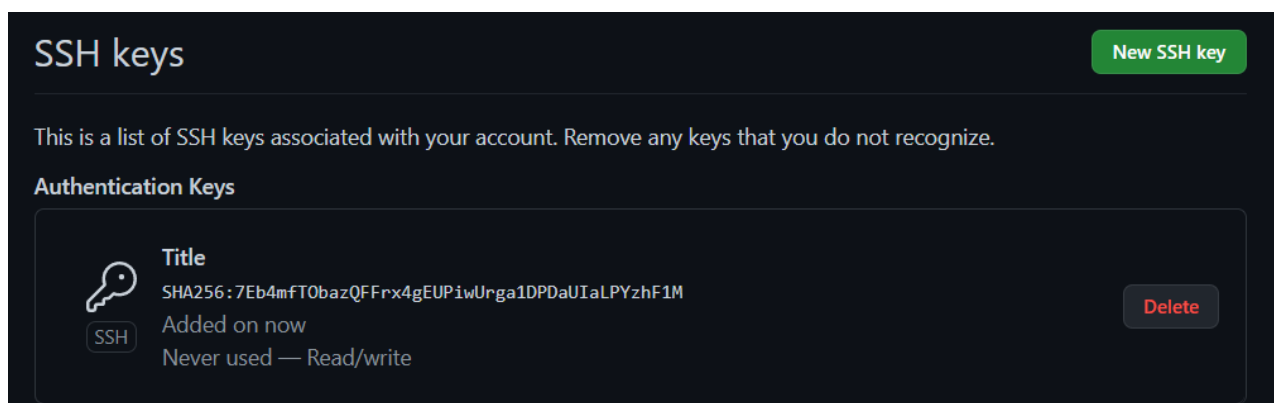 SSH keys
New SSH key
This is a list of SSH keys associated with your account. Remove any keys that you do not recognize.
Authentication Keys
Title
SHA256:7Eb4mfTObazQFFrx4gEUPiwUrga1DPDaUIaLPYzhF1M
Added on now
Never used — Read/write
SSH
Delete